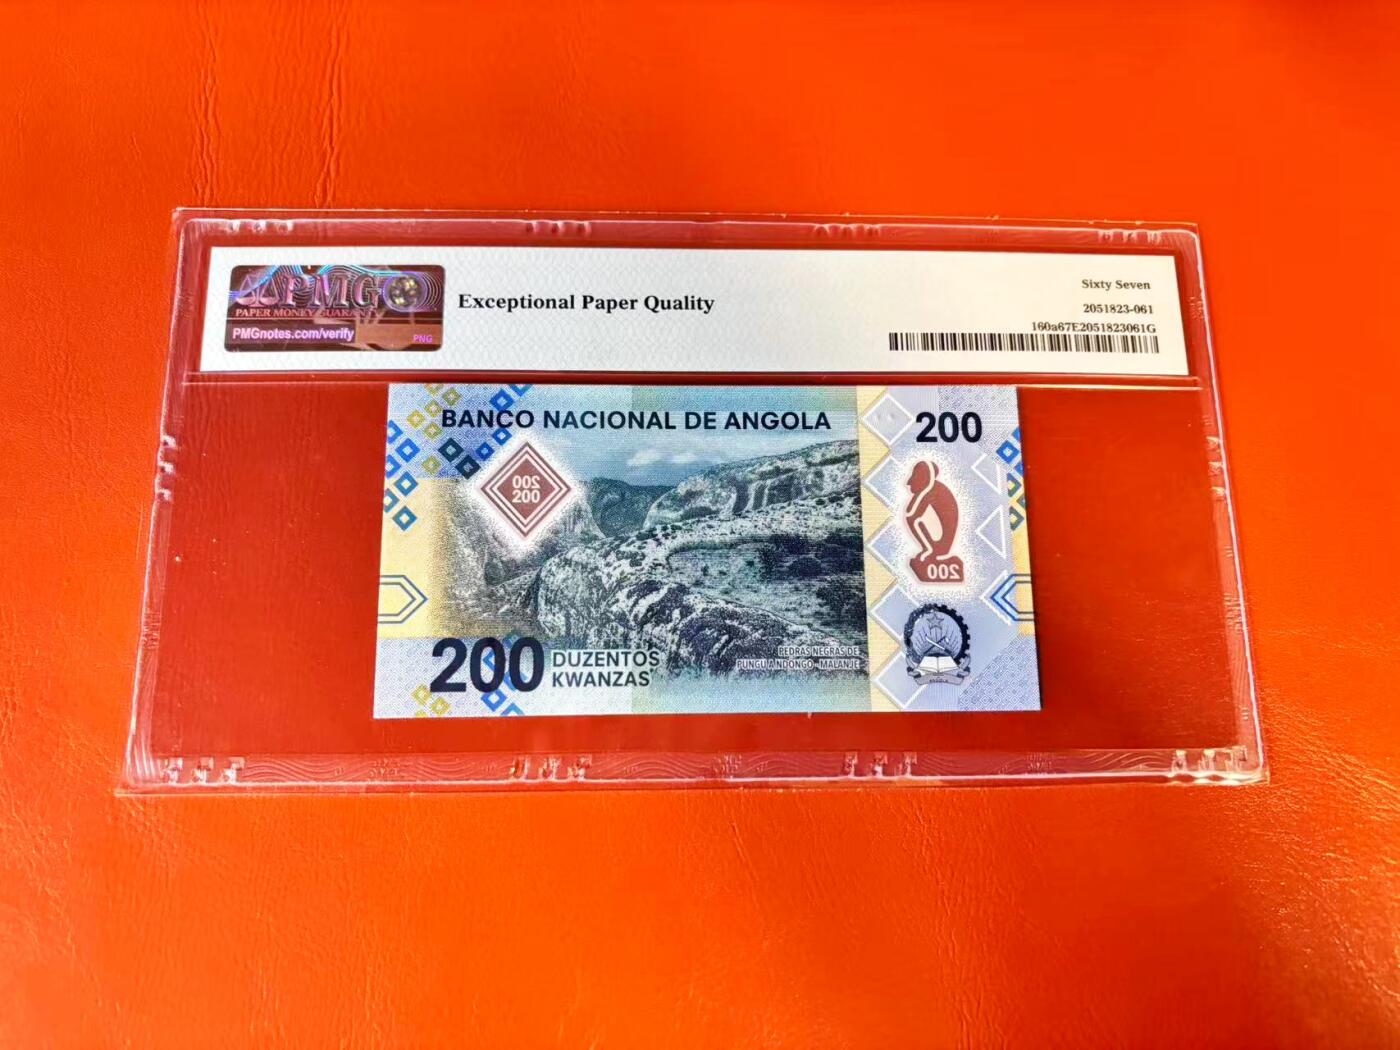 PMG
PAPER MONEY GUARANTY
PMGnotes.com/verify
PNG
Exceptional Paper Quality
Sixty Seven
2051823-061
160a67E2051823061G
BANCO NACIONAL DE ANGOLA
200
200
200
200
200
DUZENTOS
KWANZAS
PEDRAS NEGRAS DE
PUNGU A NDONGO - MALANJE
ANGOLA